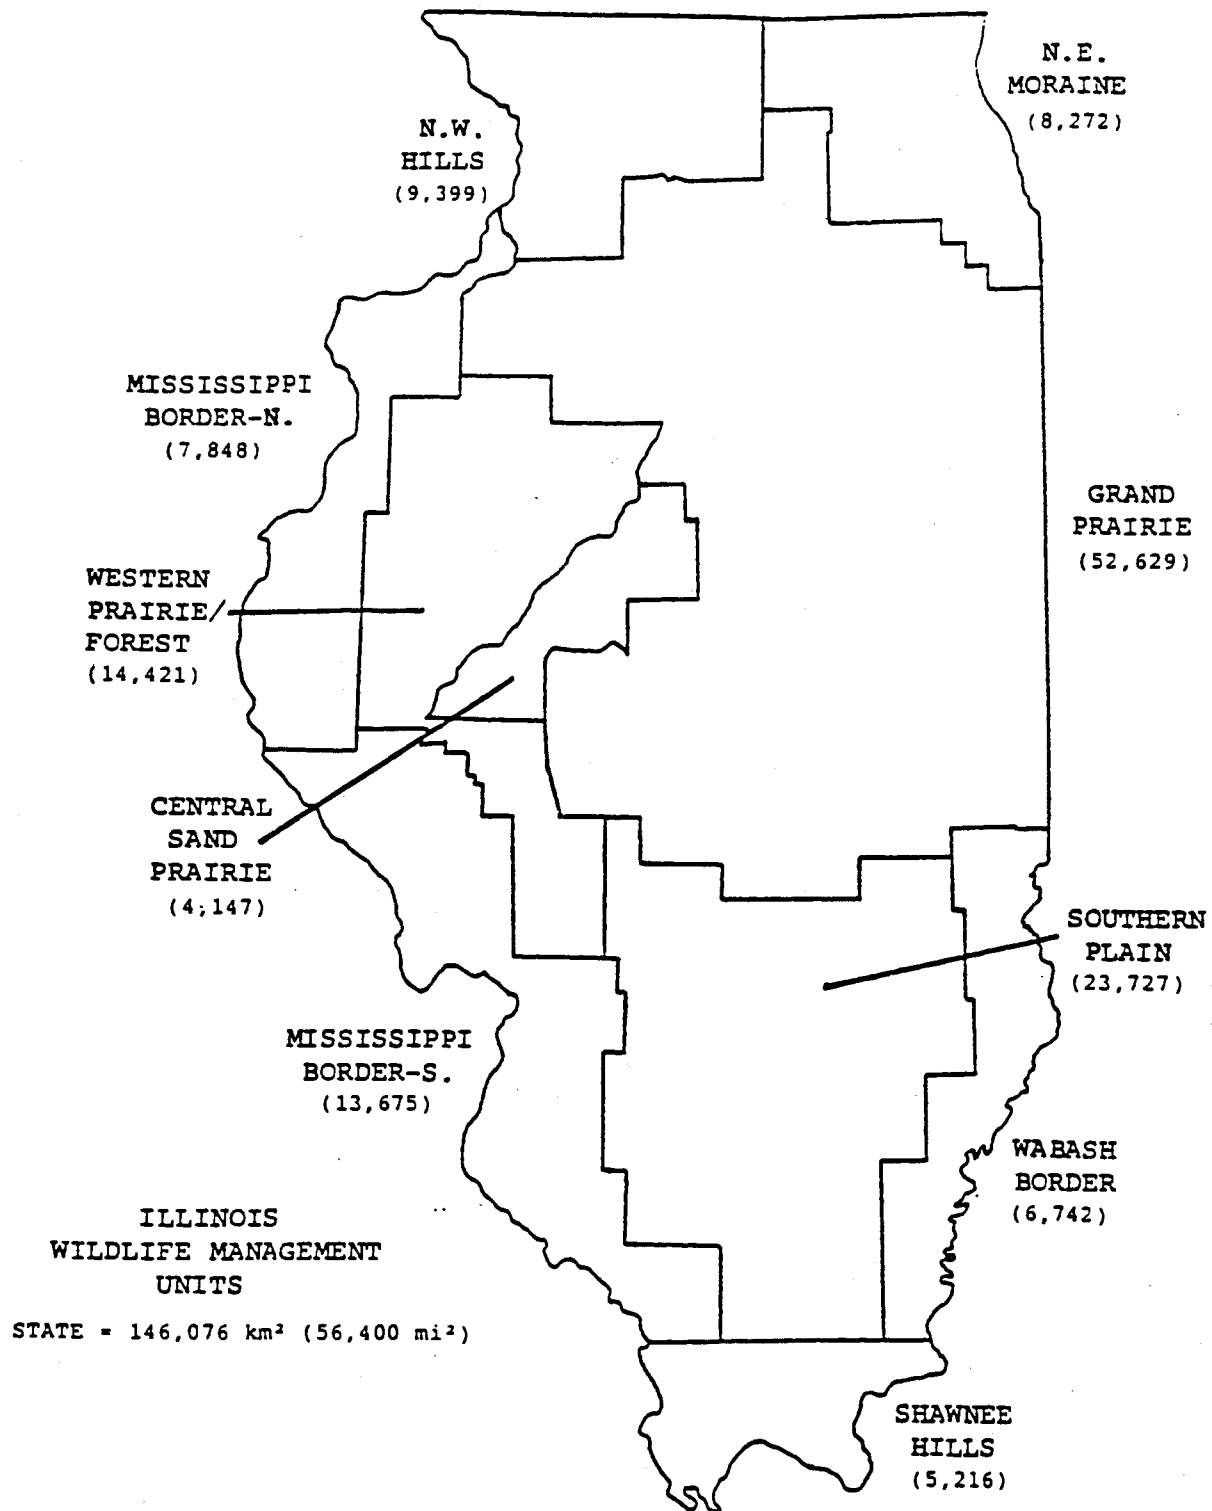 N.E.
MORAINE
(8,272)
N.W.
HILLS
(9,399)
MISSISSIPPI
BORDER-N.
(7,848)
GRAND
PRAIRIE
(52,629)
WESTERN
PRAIRIE/
FOREST
(14,421)
CENTRAL
SAND
PRAIRIE
(4;147)
SOUTHERN
PLAIN
(23,727)
MISSISSIPPI
BORDER-S.
(13,675)
WABASH
BORDER
(6,742)
ILLINOIS
WILDLIFE MANAGEMENT
UNITS
STATE = 146,076 km² (56,400 mi²)
SHAWNEE
HILLS
(5,216)